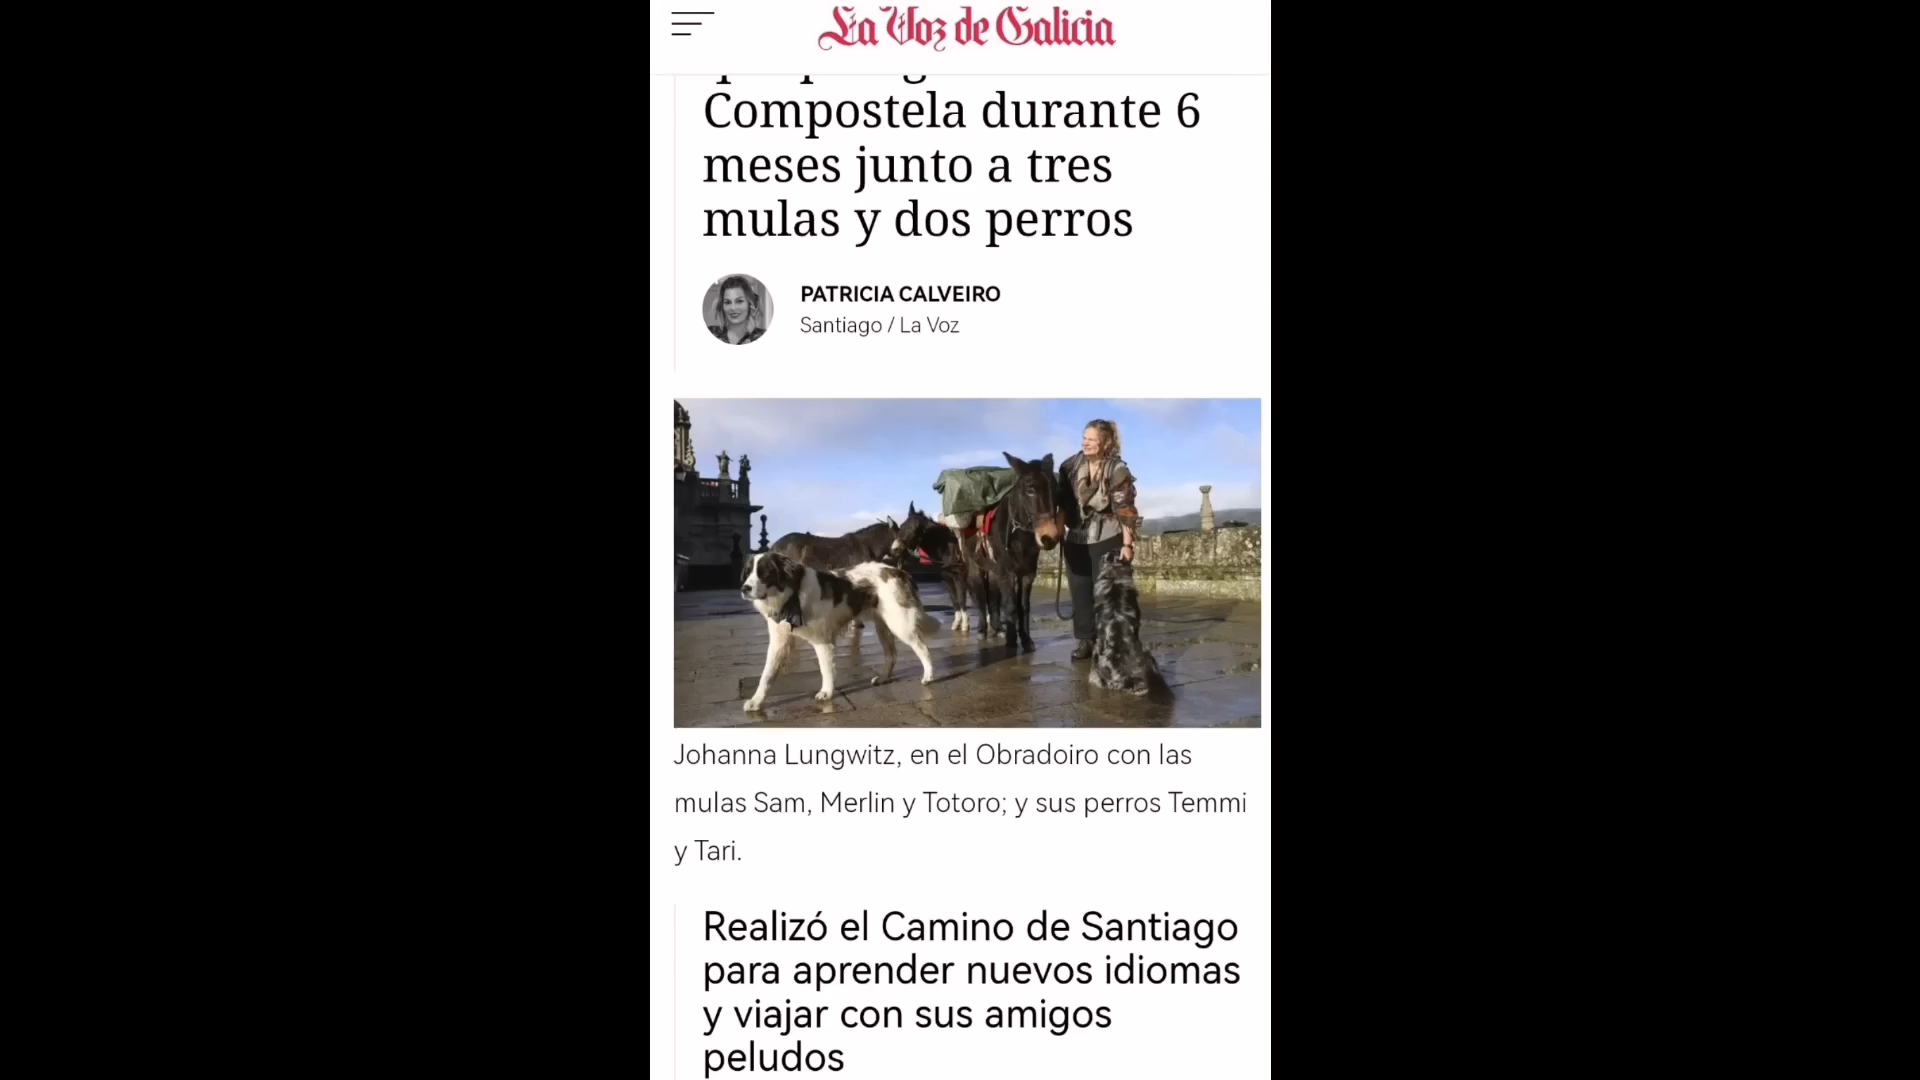 La Voz de Galicia
Compostela durante 6
meses junto a tres
mulas y dos perros
PATRICIA CALVEIRO
Santiago / La Voz
Johanna Lungwitz, en el Obradoiro con las
mulas Sam, Merlin y Totoro; y sus perros Temmi
y Tari.
Realizó el Camino de Santiago
para aprender nuevos idiomas
y viajar con sus amigos
peludos